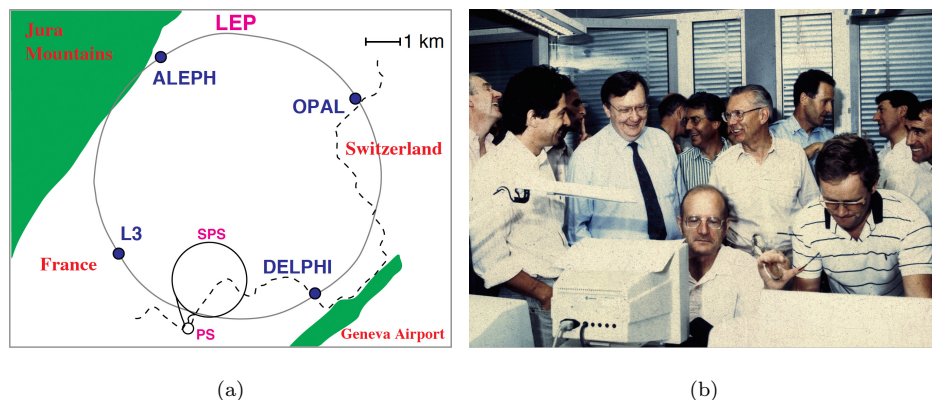 Jura
Mountains
LEP
1 km
ALEPH
OPAL
Switzerland
L3
SPS
France
DELPHI
PS
Geneva Airport
(a)
(b)